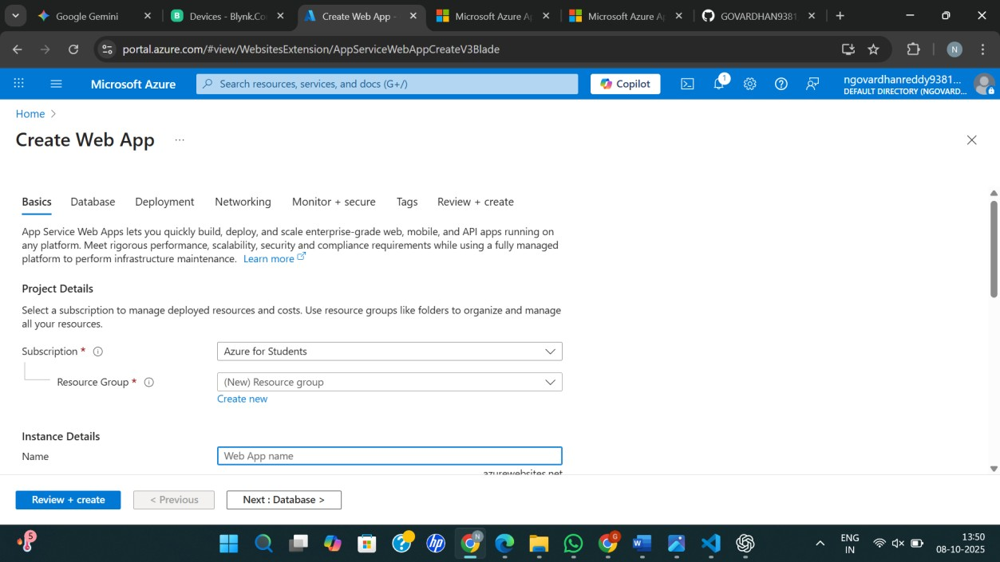 Google Gemini
Devices - Blynk.Co
Create Web App -
Microsoft Azure A
Microsoft Azure A
GOVARDHAN9381
portal.azure.com/#view/WebsitesExtension/AppServiceWebAppCreateV3Blade
N
Microsoft Azure
Search resources, services, and docs (G+/)
Copilot
1
ngovardhanreddy9381...
DEFAULT DIRECTORY (NGOVARD...
Home >
Create Web App ...
Basics Database Deployment Networking Monitor + secure Tags Review + create
App Service Web Apps lets you quickly build, deploy, and scale enterprise-grade web, mobile, and API apps running on
any platform. Meet rigorous performance, scalability, security and compliance requirements while using a fully managed
platform to perform infrastructure maintenance. Learn more
Project Details
Select a subscription to manage deployed resources and costs. Use resource groups like folders to organize and manage
all your resources.
Subscription * Azure for Students
Resource Group * (New) Resource group
Create new
Instance Details
Name Web App name
azurewebsites.net
Review + create < Previous Next : Database >
5
ENG
IN
13:50
08-10-2025